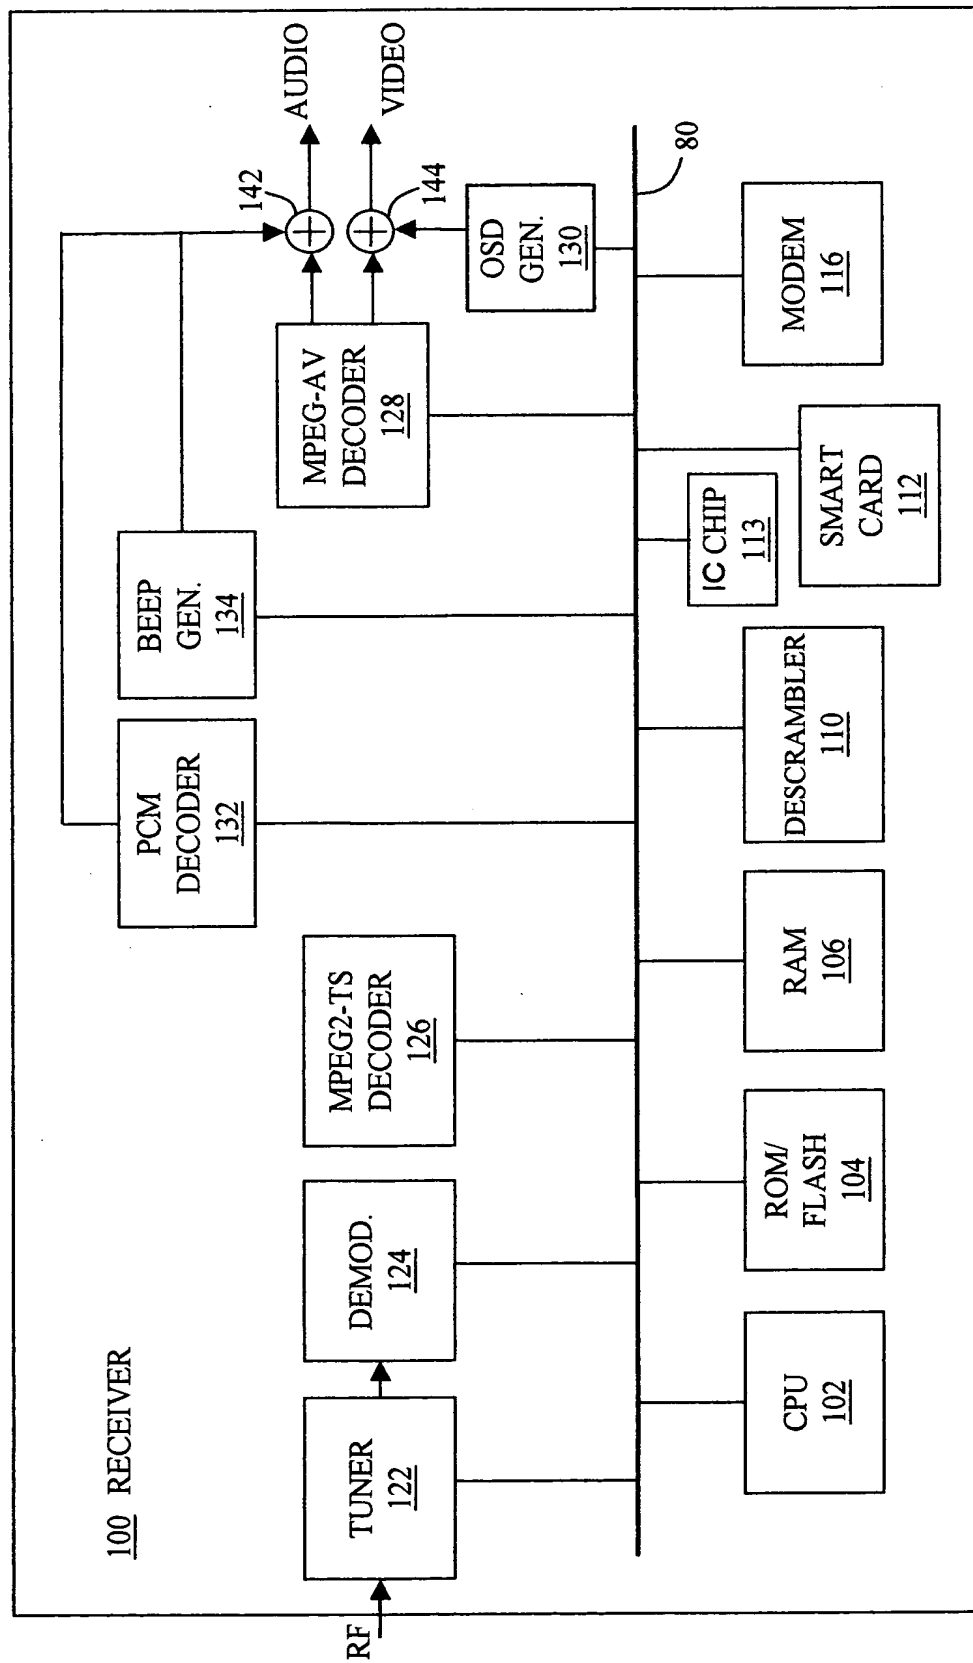 100 RECEIVER
RF
TUNER
122
DEMOD.
124
MPEG2-TS
DECODER
126
PCM
DECODER
132
BEEP
GEN.
134
MPEG-AV
DECODER
128
142
AUDIO
VIDEO
144
OSD
GEN.
130
80
CPU
102
ROM/
FLASH
104
RAM
106
DESCRAMBLER
110
IC CHIP
113
SMART
CARD
112
MODEM
116